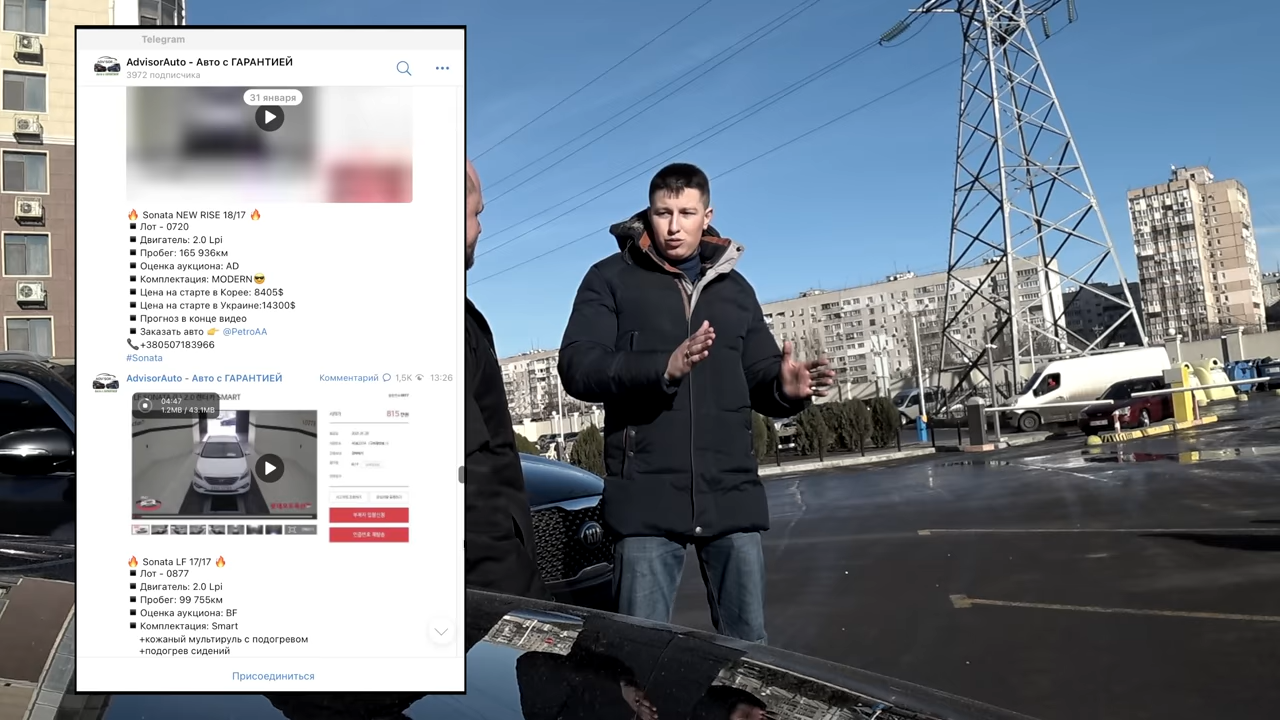 Telegram
AdvisorAuto - Авто с ГАРАНТИЕЙ
3972 подписчика
31 января
🔥 Sonata NEW RISE 18/17 🔥
◾ Лот - 0720
◾ Двигатель: 2.0 Lpi
◾ Пробег: 165 936км
◾ Оценка аукциона: AD
◾ Комплектация: MODERN😎
◾ Цена на старте в Корее: 8405$
◾ Цена на старте в Украине:14300$
◾ Прогноз в конце видео
◾ Заказать авто 👉 @PetroAA
📞+380507183966
#Sonata
AdvisorAuto - Авто с ГАРАНТИЕЙ Комментарий 1,5K 13:26
SMART
04:47
1.2MB / 43.1MB
815
🔥 Sonata LF 17/17 🔥
◾ Лот - 0877
◾ Двигатель: 2.0 Lpi
◾ Пробег: 99 755км
◾ Оценка аукциона: BF
◾ Комплектация: Smart
+кожаный мультируль с подогревом
+подогрев сидений
Присоединиться
KIA